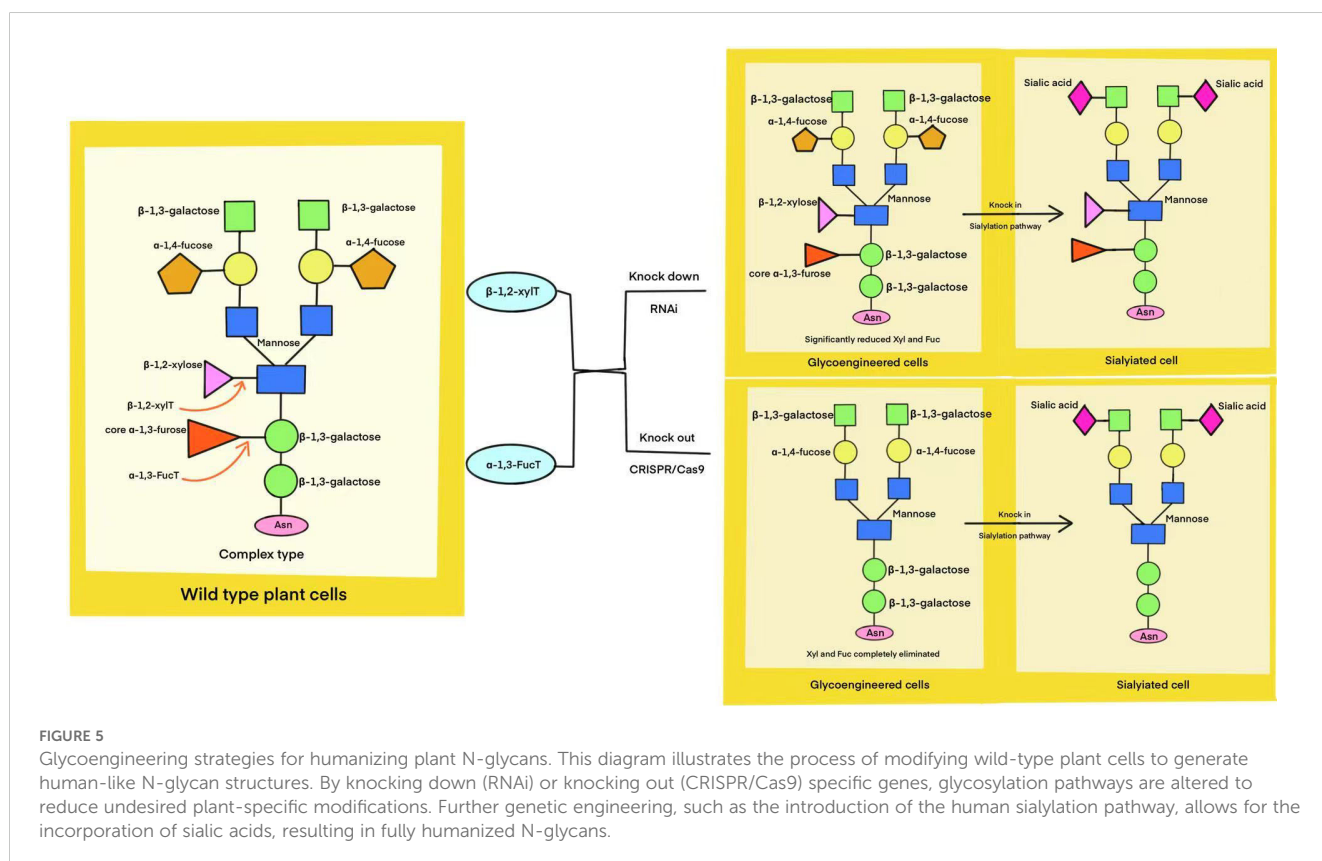 β-1,3-galactose
β-1,3-galactose
α-1,4-fucose
α-1,4-fucose
Mannose
β-1,2-xylose
β-1,2-xylT
core α-1,3-furose
β-1,3-galactose
α-1,3-FucT
β-1,3-galactose
Asn
Complex type
Wild type plant cells
β-1,2-xylT
α-1,3-FucT
Knock down
RNAi
Knock out
CRISPR/Cas9
β-1,3-galactose
β-1,3-galactose
α-1,4-fucose
α-1,4-fucose
Mannose
β-1,2-xylose
core α-1,3-furose
β-1,3-galactose
β-1,3-galactose
Asn
Significantly reduced Xyl and Fuc
Glycoengineered cells
Knock in
Sialylation pathway
Sialic acid
Sialic acid
Mannose
Asn
Sialyiated cell
β-1,3-galactose
β-1,3-galactose
α-1,4-fucose
α-1,4-fucose
Mannose
β-1,3-galactose
β-1,3-galactose
Asn
Xyl and Fuc completely eliminated
Glycoengineered cells
Knock in
Sialylation pathway
Sialic acid
Sialic acid
Mannose
Asn
Sialyiated cell
FIGURE 5
Glycoengineering strategies for humanizing plant N-glycans. This diagram illustrates the process of modifying wild-type plant cells to generate
human-like N-glycan structures. By knocking down (RNAi) or knocking out (CRISPR/Cas9) specific genes, glycosylation pathways are altered to
reduce undesired plant-specific modifications. Further genetic engineering, such as the introduction of the human sialylation pathway, allows for the
incorporation of sialic acids, resulting in fully humanized N-glycans.